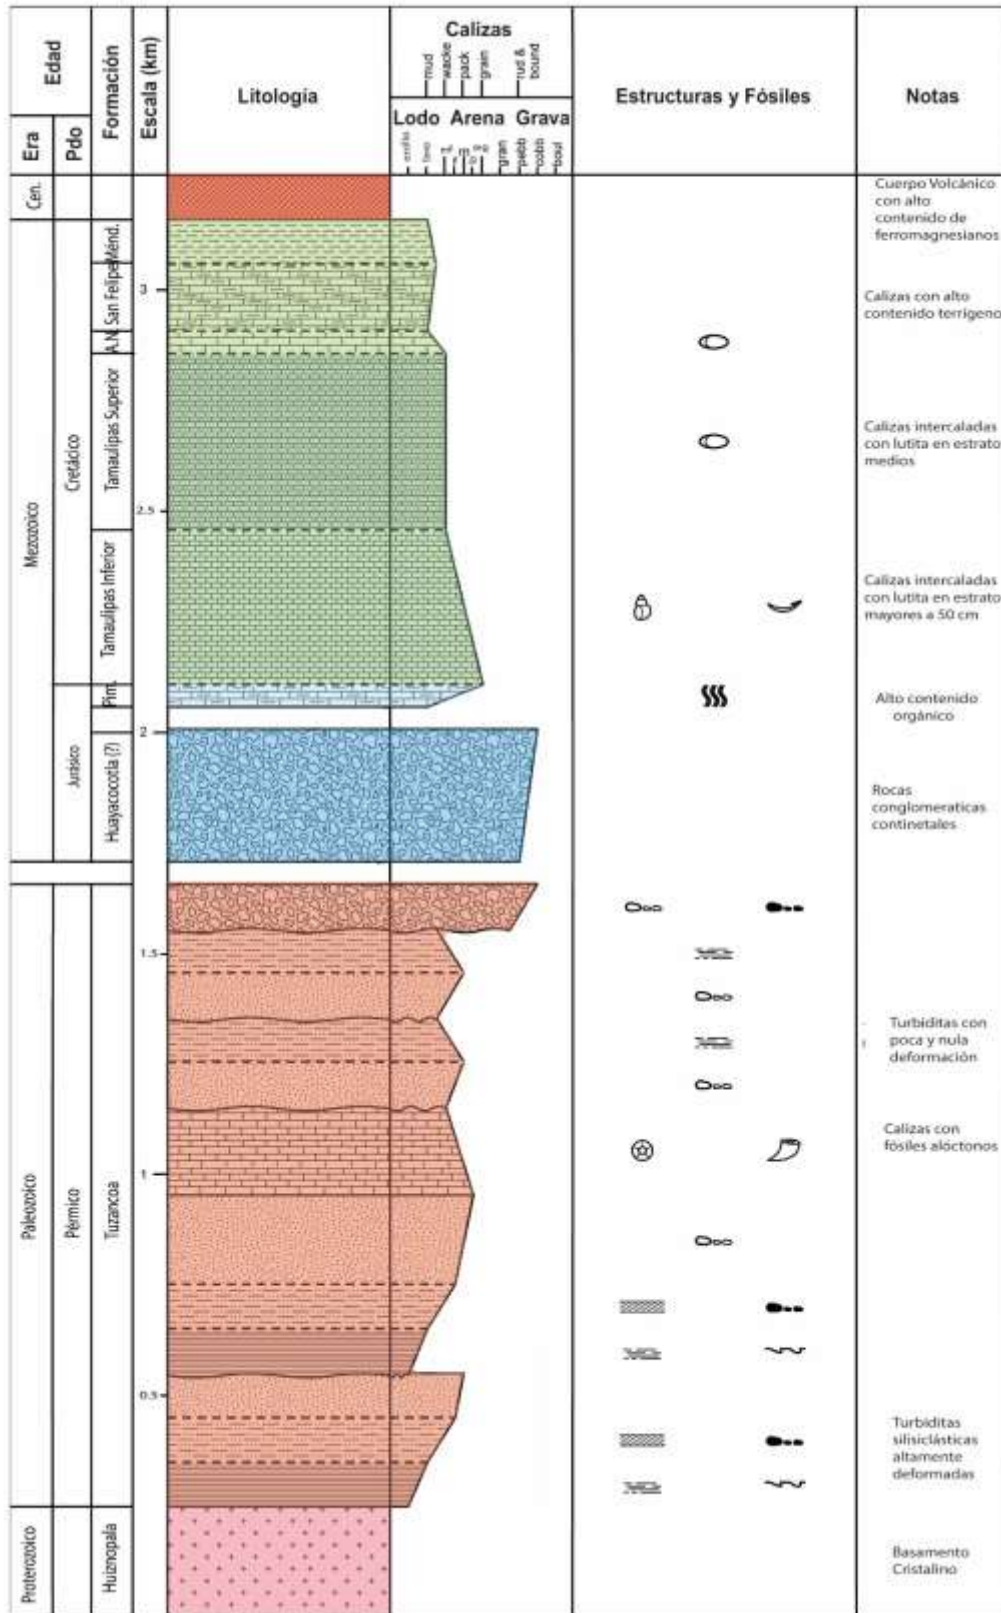 Edad
Era
Pdo
Formación
Escala (km)
Litología
Calizas
mud
wacke
pack
grain
rud &
bound
Lodo Arena Grava
arcilla
limo
gran
pebb
cobb
boul
Estructuras y Fósiles
Notas
Cen.
Cuerpo Volcánico
con alto
contenido de
ferromagnesianos
Ménd.
San Felipe
3
Calizas con alto
contenido terrígeno
A.N.
Tamaulipas Superior
Calizas intercaladas
con lutita en estrato
medios
2.5
Mezozoico
Cretácico
Tamaulipas Inferior
Calizas intercaladas
con lutita en estrato
mayores a 50 cm
Pim.
Alto contenido
orgánico
2
Jurásico
Huayacocotla (?)
Rocas
conglomeraticas
continetales
1.5
Turbiditas con
poca y nula
deformación
Calizas con
fósiles alóctonos
1
Paleozoico
Pérmico
Tuzancoa
0.5
Turbiditas
silisiclásticas
altamente
deformadas
Proterozoico
Huiznopala
Basamento
Cristalino